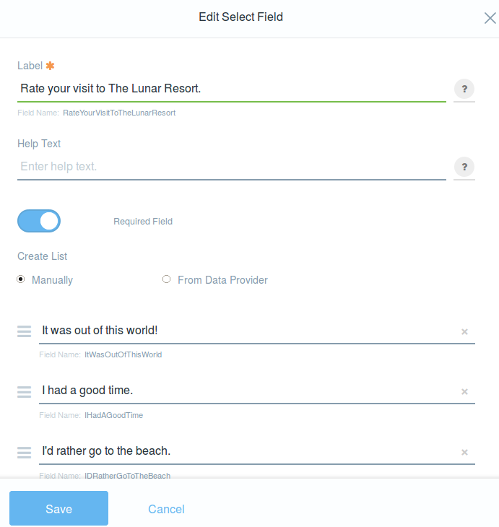 Edit Select Field
Label *
Rate your visit to The Lunar Resort.
?
Field Name: RateYourVisitToTheLunarResort
Help Text
Enter help text.
?
Required Field
Create List
Manually
From Data Provider
It was out of this world!
Field Name: ItWasOutOfThisWorld
I had a good time.
Field Name: IHadAGoodTime
I'd rather go to the beach.
Field Name: IDRatherGoToTheBeach
Save
Cancel